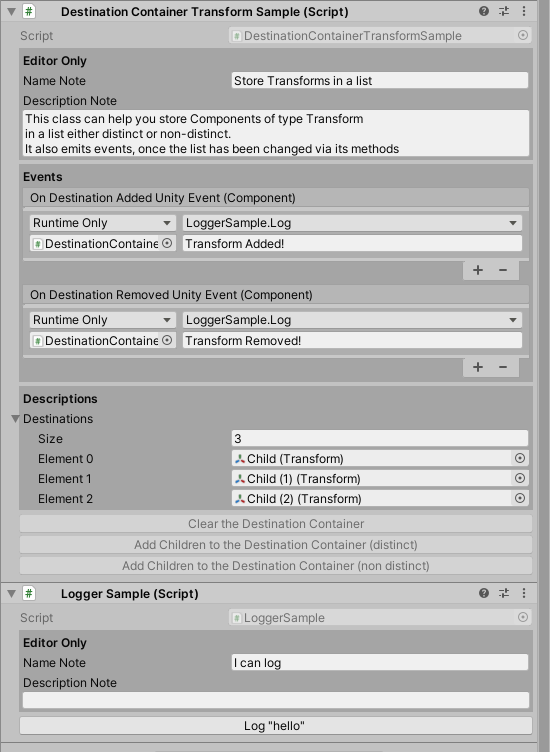 Destination Container Transform Sample (Script)
Script # DestinationContainerTransformSample
Editor Only
Name Note Store Transforms in a list
Description Note
This class can help you store Components of type Transform
in a list either distinct or non-distinct.
It also emits events, once the list has been changed via its methods
Events
On Destination Added Unity Event (Component)
Runtime Only LoggerSample.Log
# DestinationContaine Transform Added!
+ −
On Destination Removed Unity Event (Component)
Runtime Only LoggerSample.Log
# DestinationContaine Transform Removed!
+ −
Descriptions
Destinations
Size 3
Element 0 Child (Transform)
Element 1 Child (1) (Transform)
Element 2 Child (2) (Transform)
Clear the Destination Container
Add Children to the Destination Container (distinct)
Add Children to the Destination Container (non distinct)
# Logger Sample (Script)
Script # LoggerSample
Editor Only
Name Note I can log
Description Note
Log "hello"